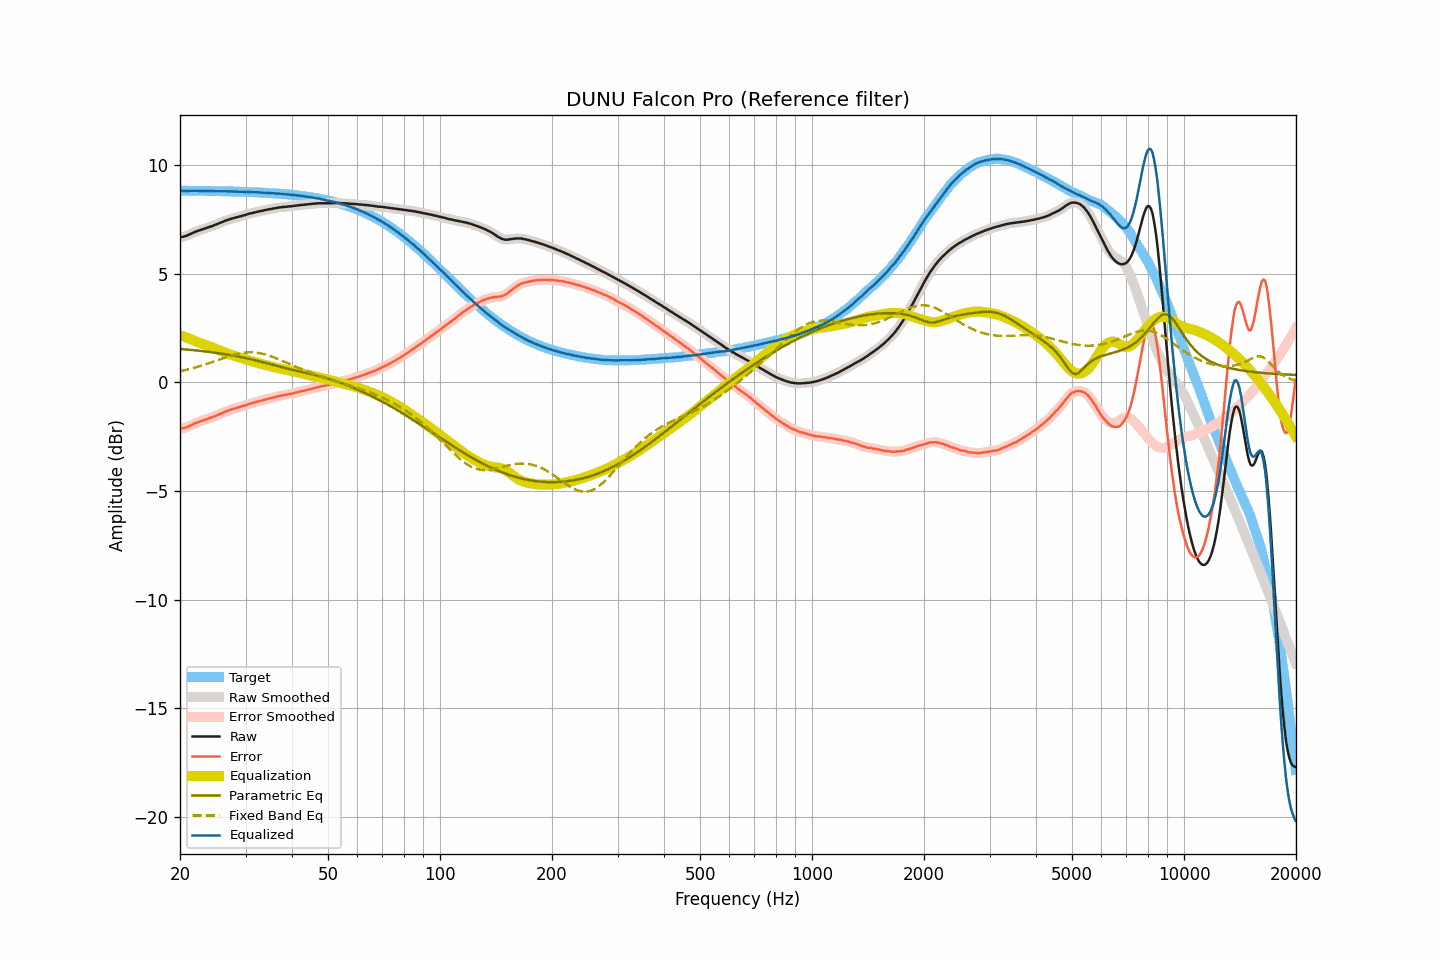 DUNU Falcon Pro (Reference filter)
10
5
0
−5
−10
−15
−20
Amplitude (dBr)
Target
Raw Smoothed
Error Smoothed
Raw
Error
Equalization
Parametric Eq
Fixed Band Eq
Equalized
20 50 100 200 500 1000 2000 5000 10000 20000
Frequency (Hz)